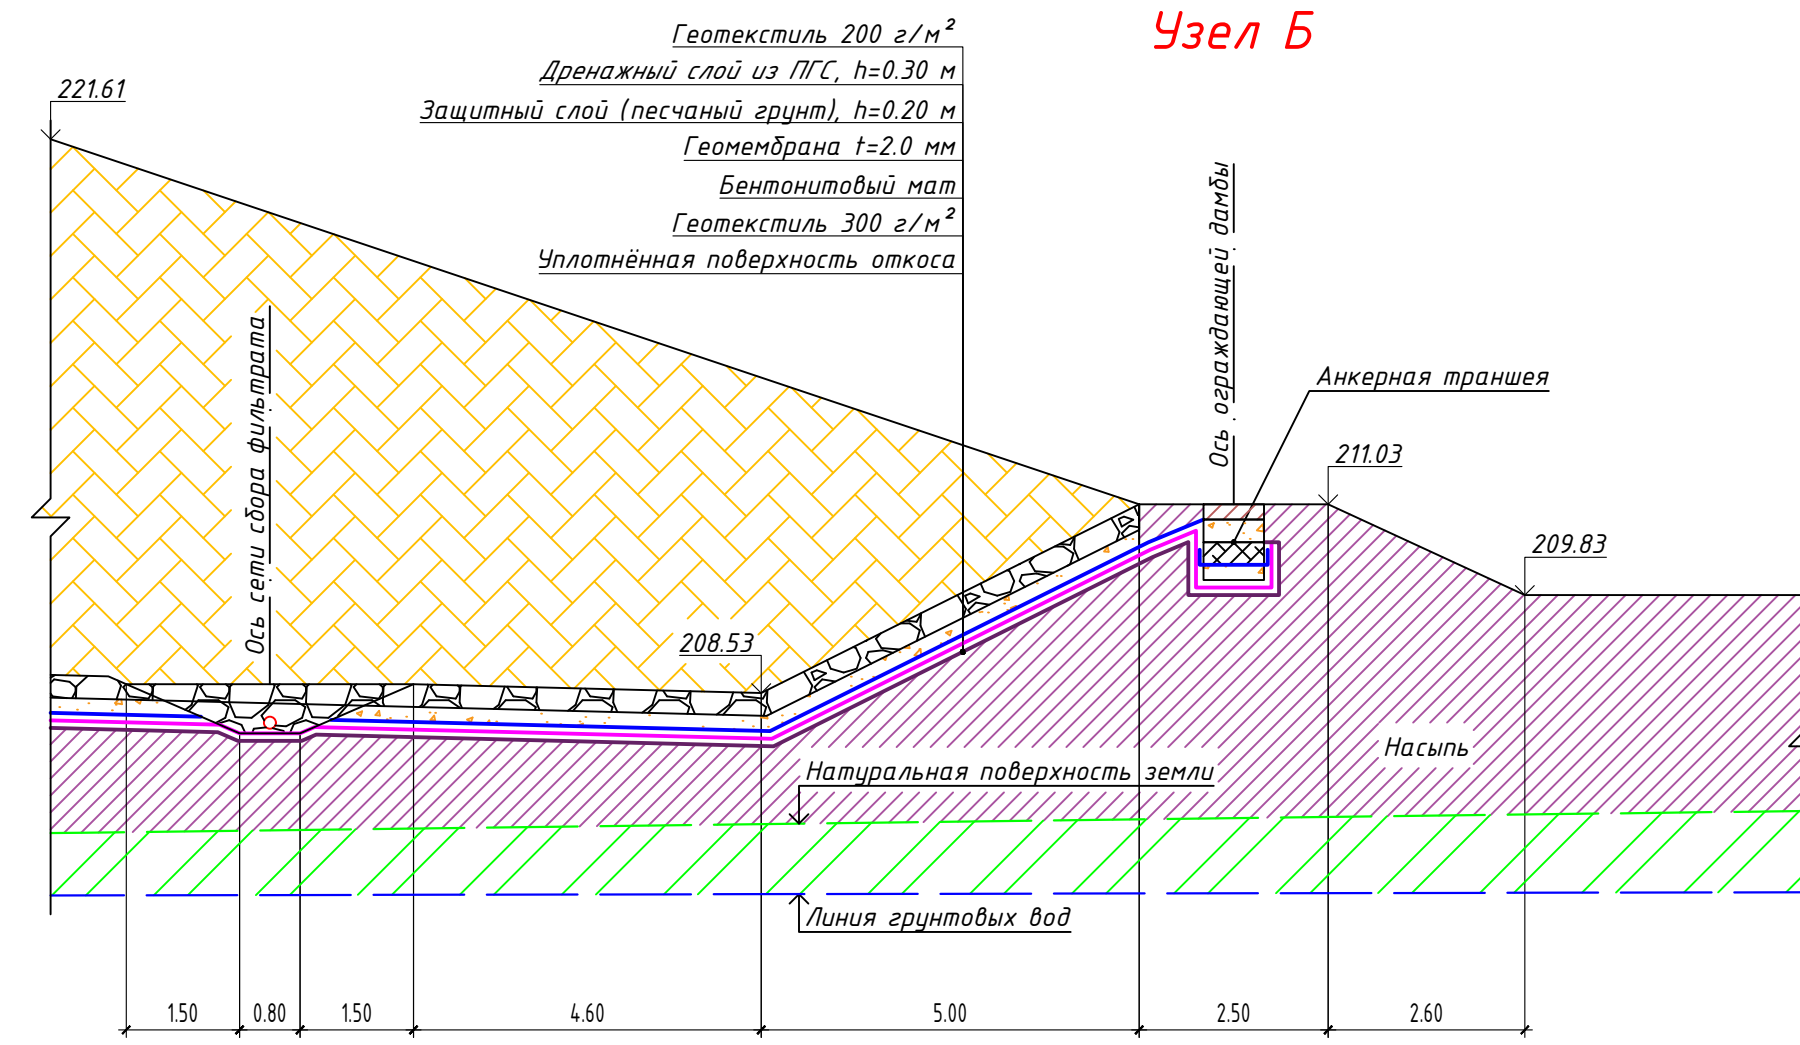 Узел Б
Геотекстиль 200 г/м²
Дренажный слой из ПГС, h=0.30 м
Защитный слой (песчаный грунт), h=0.20 м
Геомембрана t=2.0 мм
Бентонитовый мат
Геотекстиль 300 г/м²
Уплотнённая поверхность откоса
221.61
Ось сети сбора фильтрата
Ось ограждающей дамбы
Анкерная траншея
211.03
209.83
208.53
Насыпь
Натуральная поверхность земли
Линия грунтовых вод
1.50 0.80 1.50 4.60 5.00 2.50 2.60